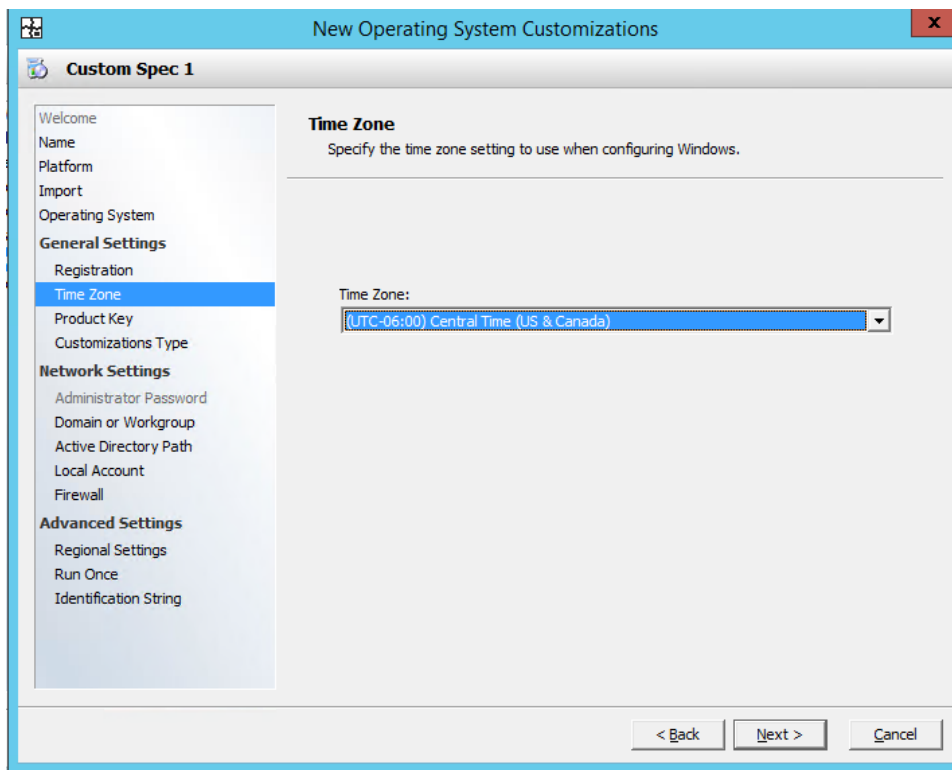 New Operating System Customizations
x
Custom Spec 1
Welcome
Name
Platform
Import
Operating System
General Settings
Registration
Time Zone
Product Key
Customizations Type
Network Settings
Administrator Password
Domain or Workgroup
Active Directory Path
Local Account
Firewall
Advanced Settings
Regional Settings
Run Once
Identification String
Time Zone
Specify the time zone setting to use when configuring Windows.
Time Zone:
(UTC-06:00) Central Time (US & Canada)
< Back
Next >
Cancel